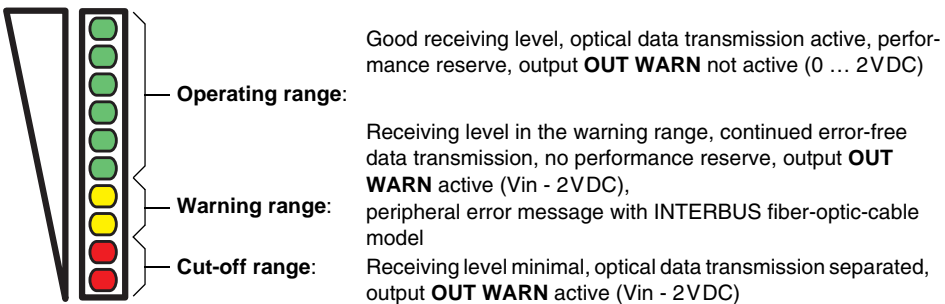 Good receiving level, optical data transmission active, perfor-
mance reserve, output OUT WARN not active (0 … 2VDC)
Operating range:
Receiving level in the warning range, continued error-free
data transmission, no performance reserve, output OUT
WARN active (Vin - 2VDC),
Warning range:
peripheral error message with INTERBUS fiber-optic-cable
model
Cut-off range:
Receiving level minimal, optical data transmission separated,
output OUT WARN active (Vin - 2VDC)